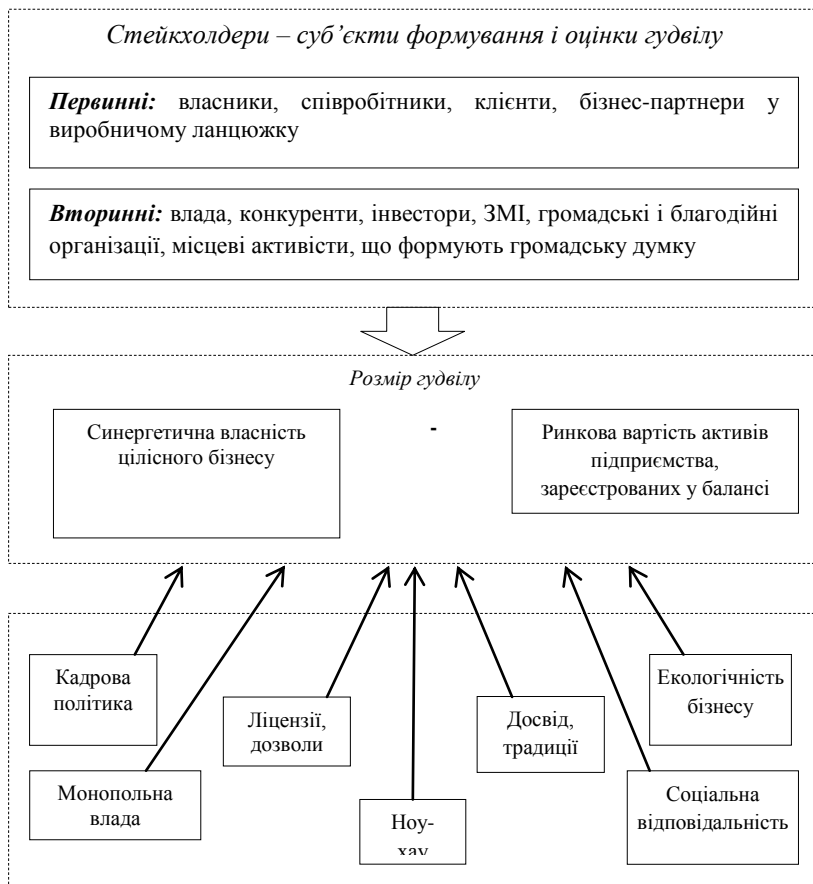 Стейкхолдери – суб’єкти формування і оцінки гудвілу
Первинні: власники, співробітники, клієнти, бізнес-партнери у
виробничому ланцюжку
Вторинні: влада, конкуренти, інвестори, ЗМІ, громадські і благодійні
організації, місцеві активісти, що формують громадську думку
Розмір гудвілу
Синергетична власність
цілісного бізнесу
-
Ринкова вартість активів
підприємства,
зареєстрованих у балансі
Кадрова
політика
Ліцензії,
дозволи
Досвід,
традиції
Екологічність
бізнесу
Монопольна
влада
Ноу-
хау
Соціальна
відповідальність